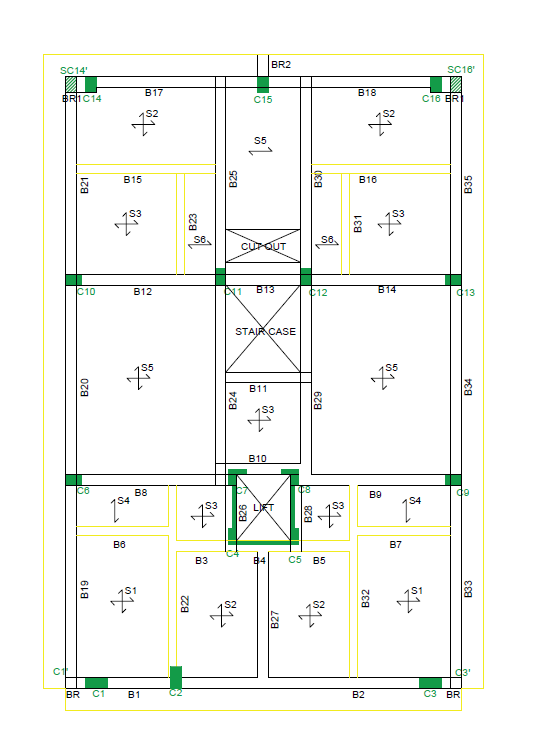 BR2
SC14'
SC16'
BR1
C14
B17
C15
B18
C16
BR1
S2
S2
S5
B21
B15
B25
B30
B16
B35
S3
B23
B31
S3
S6
S6
CUT OUT
C10
B12
C11
B13
C12
B14
C13
STAIR CASE
S5
S5
B20
B11
B24
B29
B34
S3
B10
C6
B8
C7
C8
B9
C9
S4
S3
B26
LIFT
B28
S3
S4
B6
B7
C4
B3
B4
C5
B5
B19
S1
B22
S2
B27
S2
B32
S1
B33
C1'
C3'
BR
C1
B1
C2
B2
C3
BR